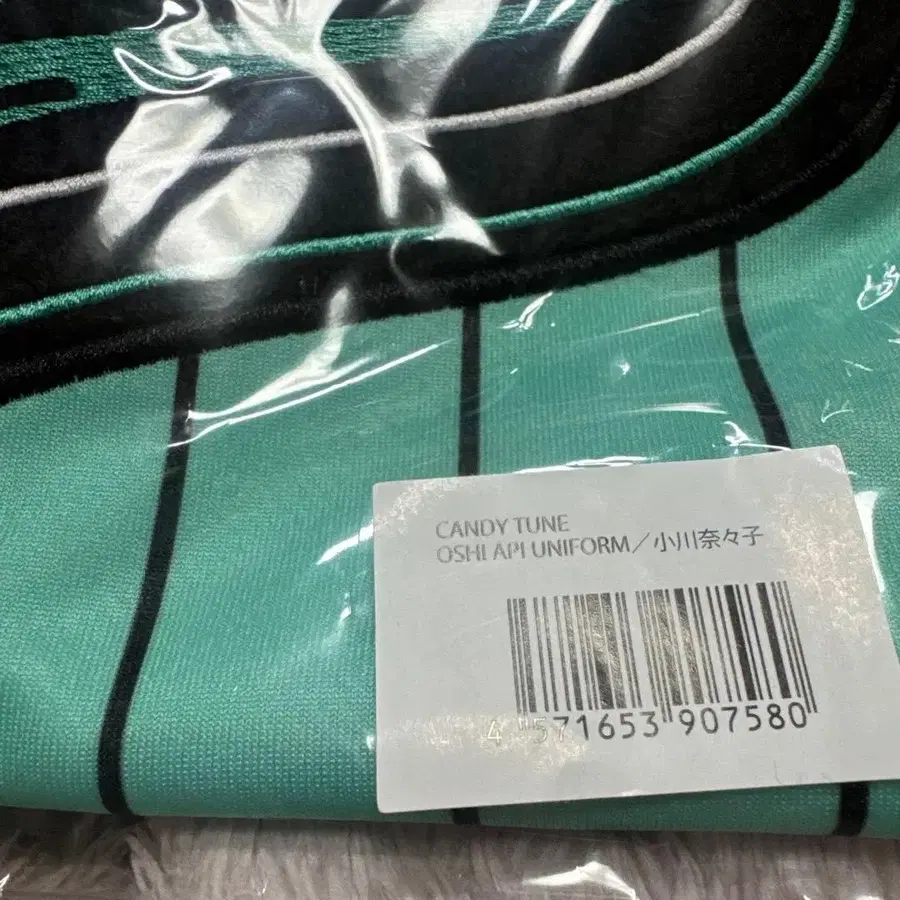 CANDY TUNE
OSHI API UNIFORM／小川奈々子
4 571653 907580